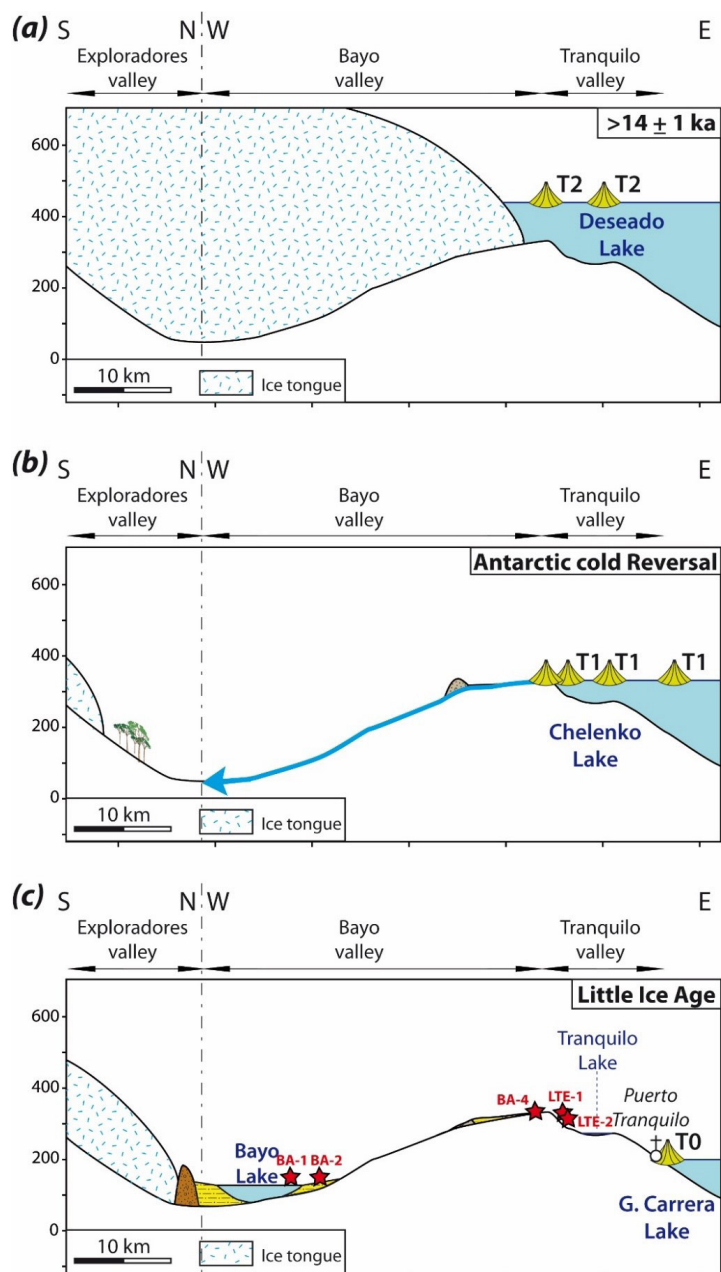 (a)
S N W E
Exploradores valley
Bayo valley
Tranquilo valley
>14 ± 1 ka
600
400
200
0
T2 T2
Deseado
Lake
10 km
Ice tongue
(b)
S N W E
Exploradores valley
Bayo valley
Tranquilo valley
Antarctic cold Reversal
600
400
200
0
T1 T1 T1
Chelenko
Lake
10 km
Ice tongue
(c)
S N W E
Exploradores valley
Bayo valley
Tranquilo valley
Little Ice Age
600
400
200
0
Tranquilo
Lake
BA-4
LTE-1
LTE-2
Puerto
Tranquilo
T0
Bayo
Lake
BA-1 BA-2
G. Carrera
Lake
10 km
Ice tongue